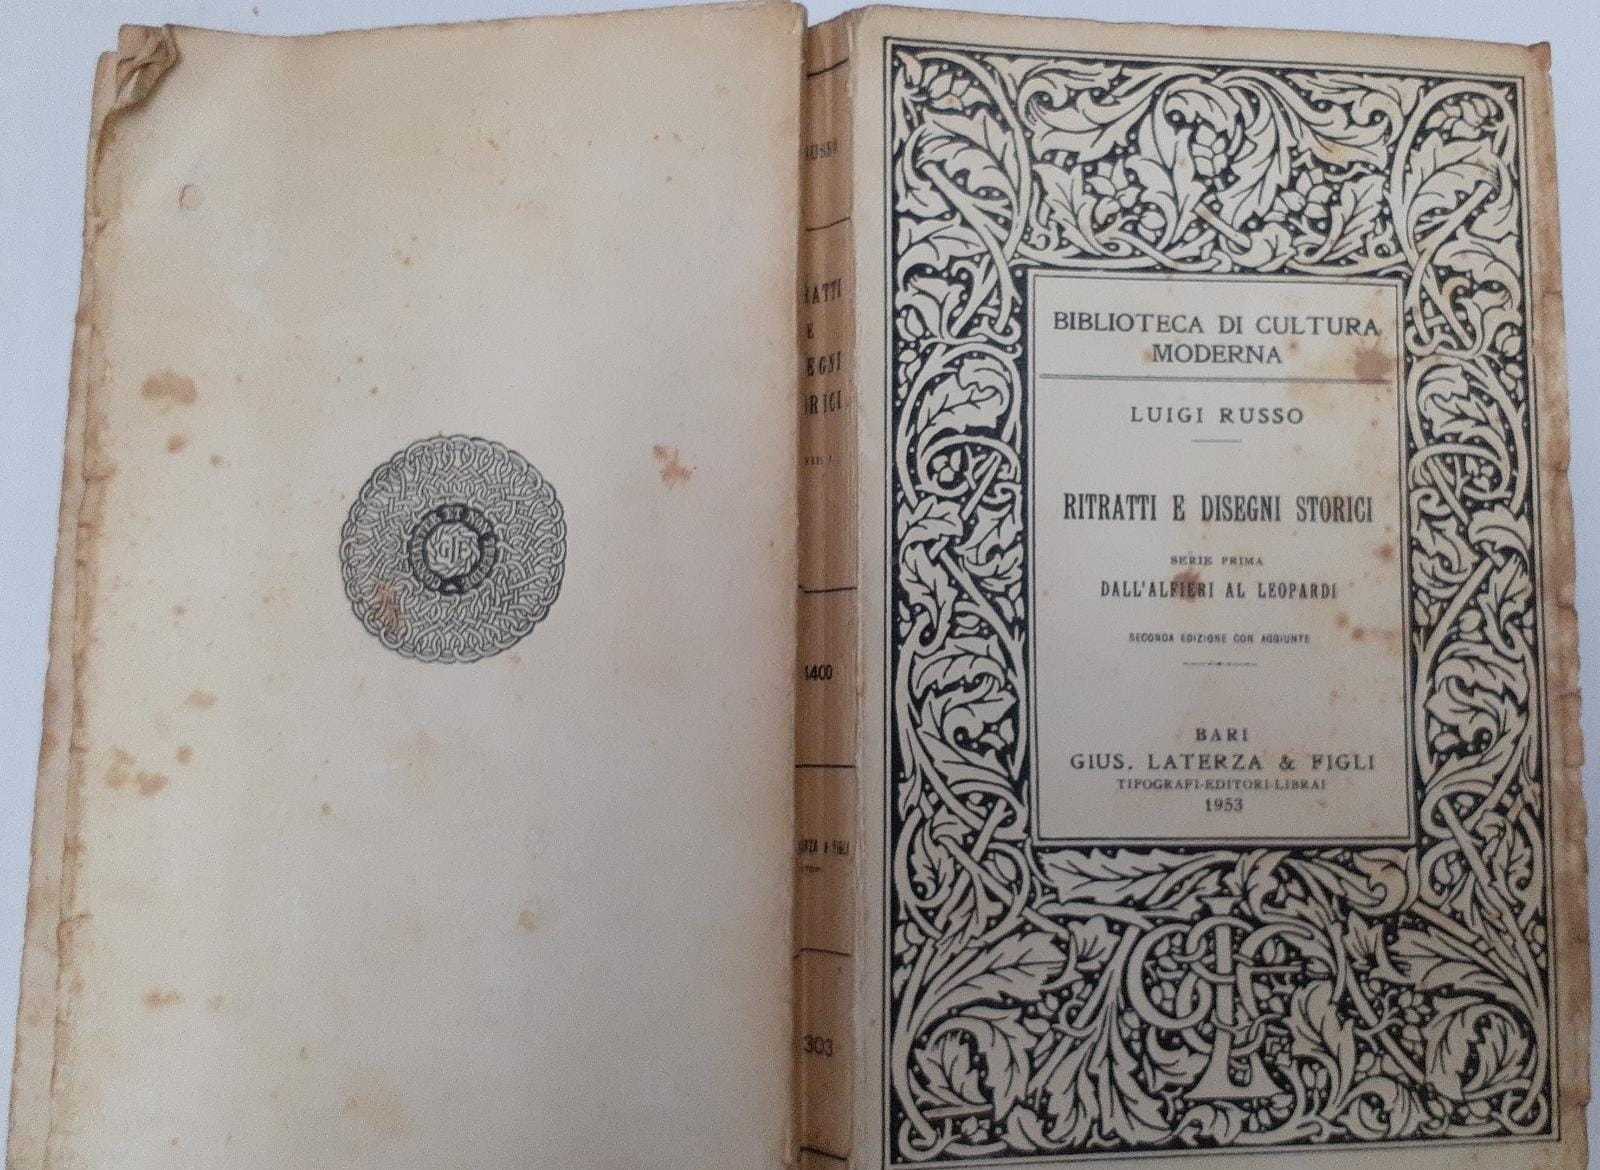 BIBLIOTECA DI CULTURA
MODERNA
LUIGI RUSSO
RITRATTI E DISEGNI STORICI
SERIE PRIMA
DALL'ALFIERI AL LEOPARDI
SECONDA EDIZIONE CON AGGIUNTE
BARI
GIUS. LATERZA & FIGLI
TIPOGRAFI-EDITORI-LIBRAI
1953
E
& FIGLI
303